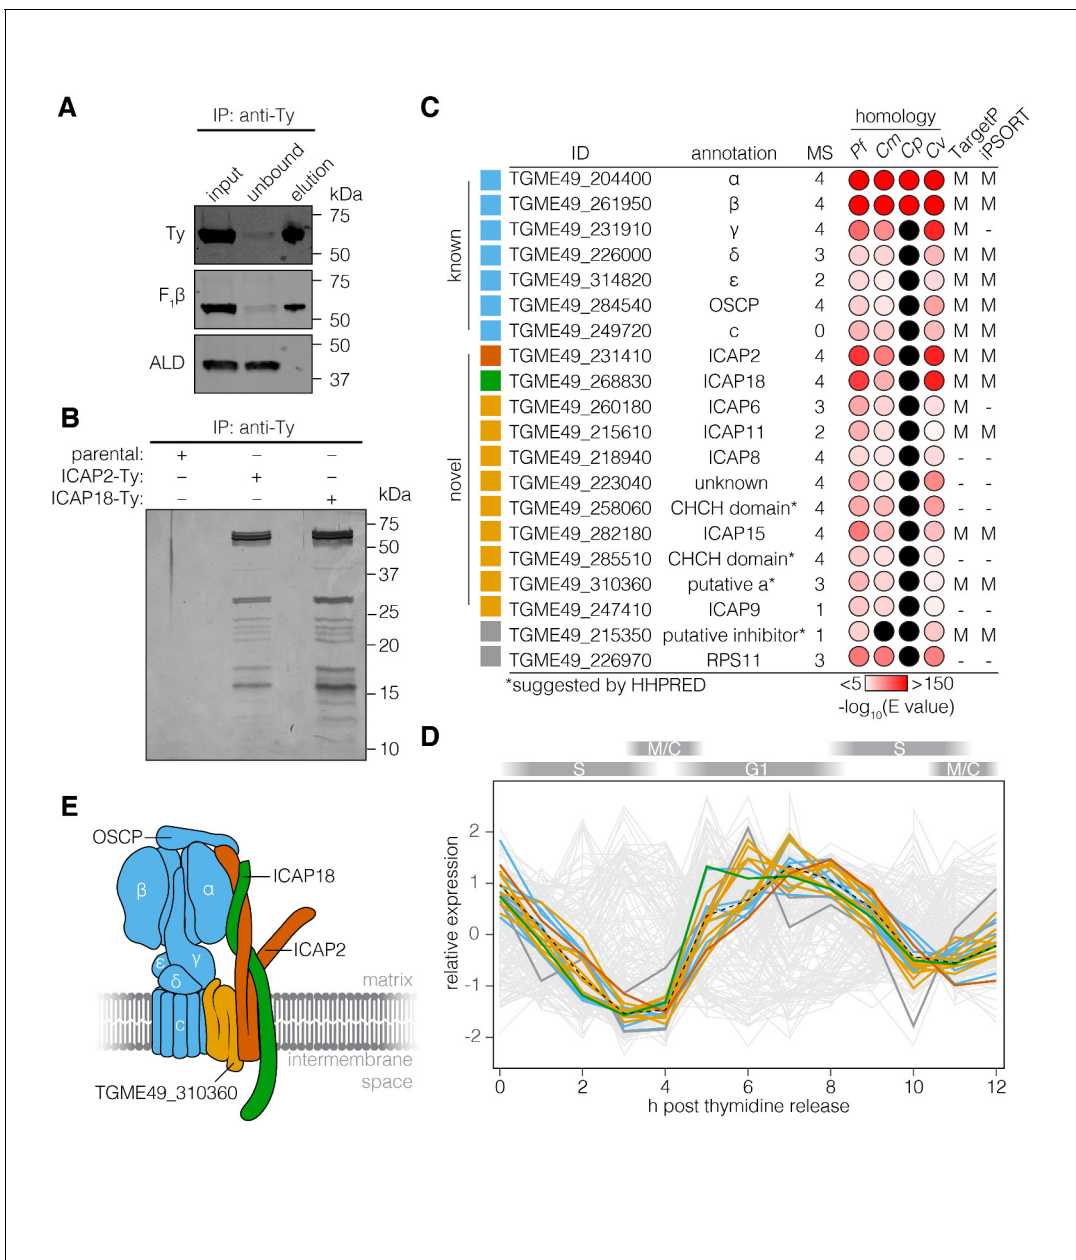 A
IP: anti-Ty
input unbound elution
kDa
Ty
75
50
F1β
75
50
ALD
50
37
B
IP: anti-Ty
parental: + – –
ICAP2-Ty: – + –
ICAP18-Ty: – – +
kDa
75
50
37
25
20
15
10
C
homology
ID annotation MS Pf Cm Cp Cv TargetP iPSORT
known
TGME49_204400 α 4 M M
TGME49_261950 β 4 M M
TGME49_231910 γ 4 M -
TGME49_226000 δ 3 M M
TGME49_314820 ε 2 M M
TGME49_284540 OSCP 4 M M
TGME49_249720 c 0 M M
novel
TGME49_231410 ICAP2 4 M M
TGME49_268830 ICAP18 4 M M
TGME49_260180 ICAP6 3 M -
TGME49_215610 ICAP11 2 M M
TGME49_218940 ICAP8 4 - -
TGME49_223040 unknown 4 - -
TGME49_258060 CHCH domain* 4 - -
TGME49_282180 ICAP15 4 M M
TGME49_285510 CHCH domain* 4 - -
TGME49_310360 putative a* 3 M M
TGME49_247410 ICAP9 1 - -
TGME49_215350 putative inhibitor* 1 M M
TGME49_226970 RPS11 3 - -
*suggested by HHPRED
<5 >150
-log10(E value)
D
M/C S
S G1 M/C
relative expression
2
1
0
-1
-2
0 2 4 6 8 10 12
h post thymidine release
E
OSCP
ICAP18
β α
ICAP2
ε γ
δ
matrix
c
intermembrane
space
TGME49_310360